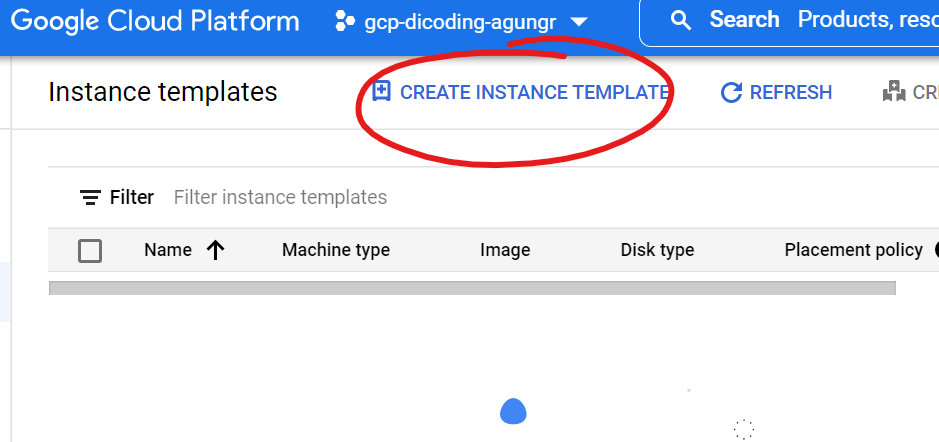 Google Cloud Platform gcp-dicoding-agungr Search Products, reso
Instance templates CREATE INSTANCE TEMPLATE REFRESH CR
Filter Filter instance templates
Name Machine type Image Disk type Placement policy